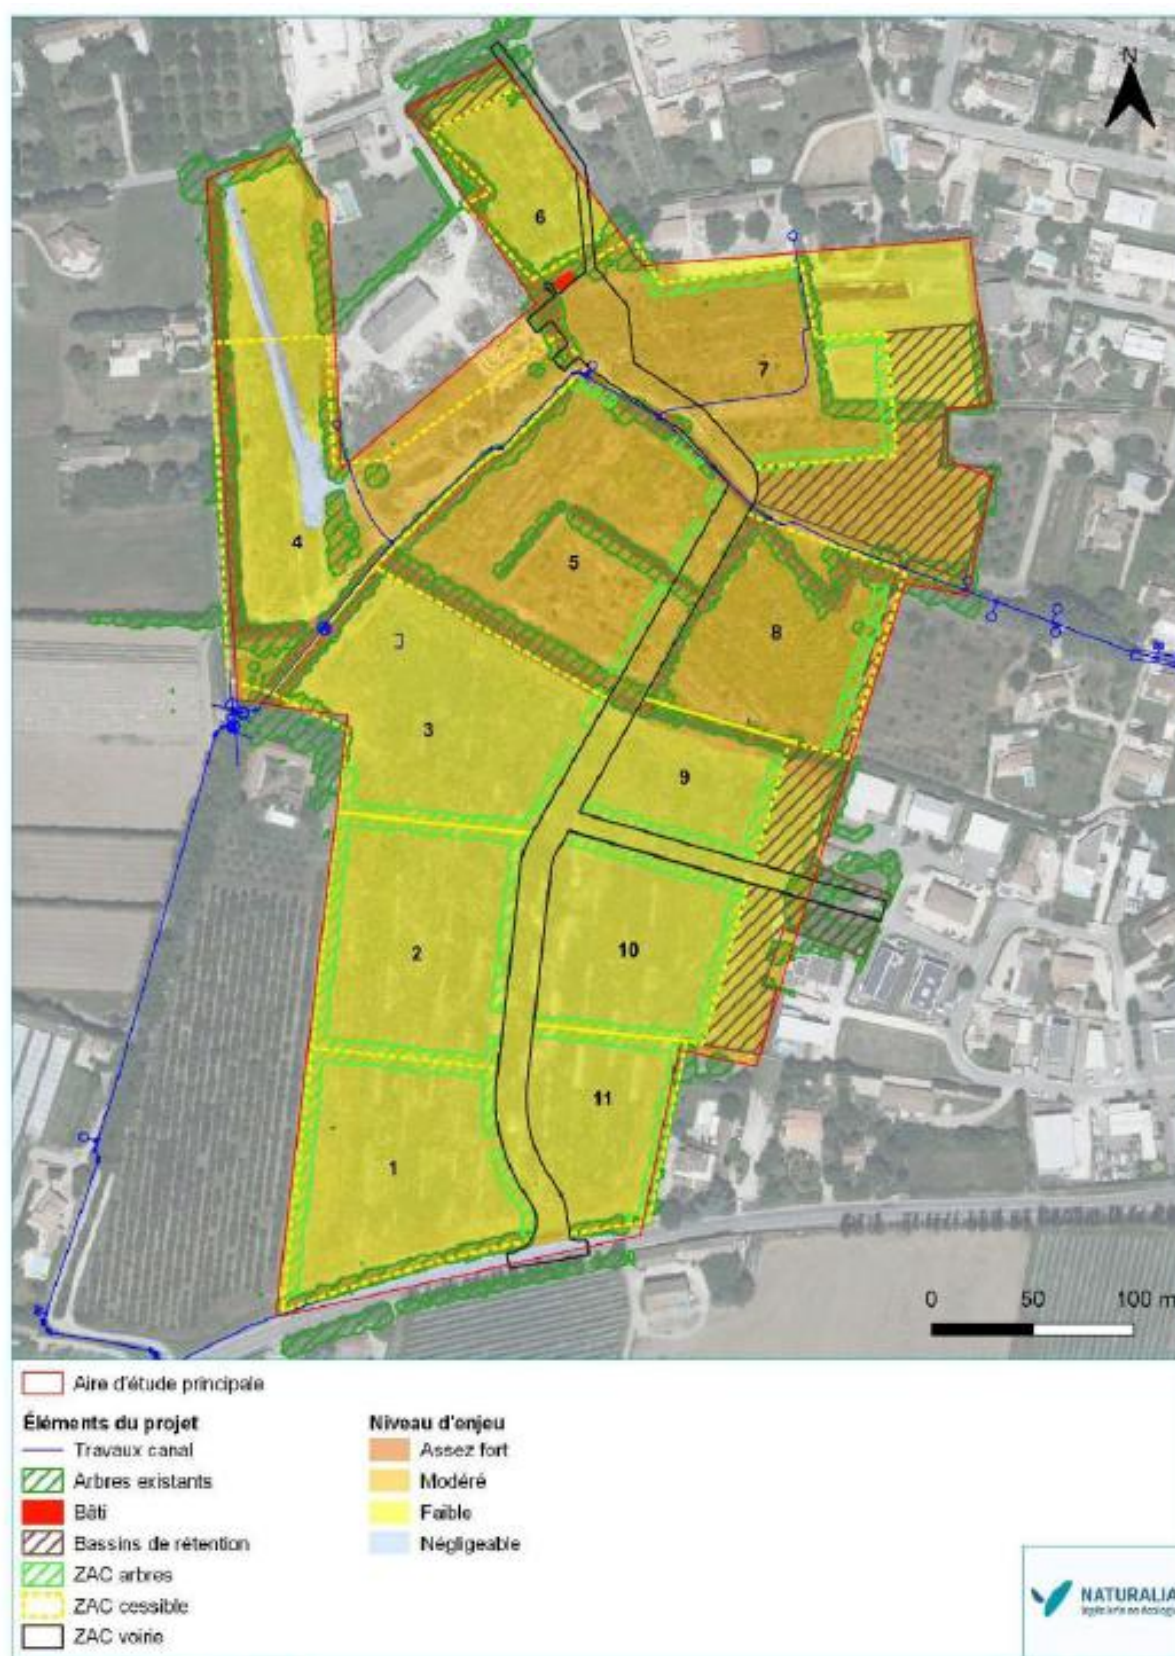 N
6
7
4
5
8
3
9
2
10
11
1
0 50 100 m
Aire d'étude principale
Éléments du projet
Travaux canal
Arbres existants
Bâti
Bassins de rétention
ZAC arbres
ZAC cessible
ZAC voirie
Niveau d'enjeu
Assez fort
Modéré
Faible
Négligeable
NATURALIA